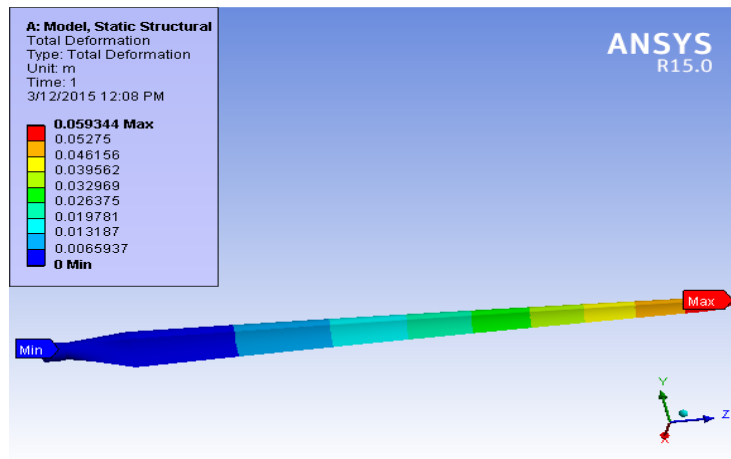 A: Model, Static Structural
Total Deformation
Type: Total Deformation
Unit: m
Time: 1
3/12/2015 12:08 PM
0.059344 Max
0.05275
0.046156
0.039562
0.032969
0.026375
0.019781
0.013187
0.0065937
0 Min
ANSYS
R15.0
Max
Min
Y
Z
X